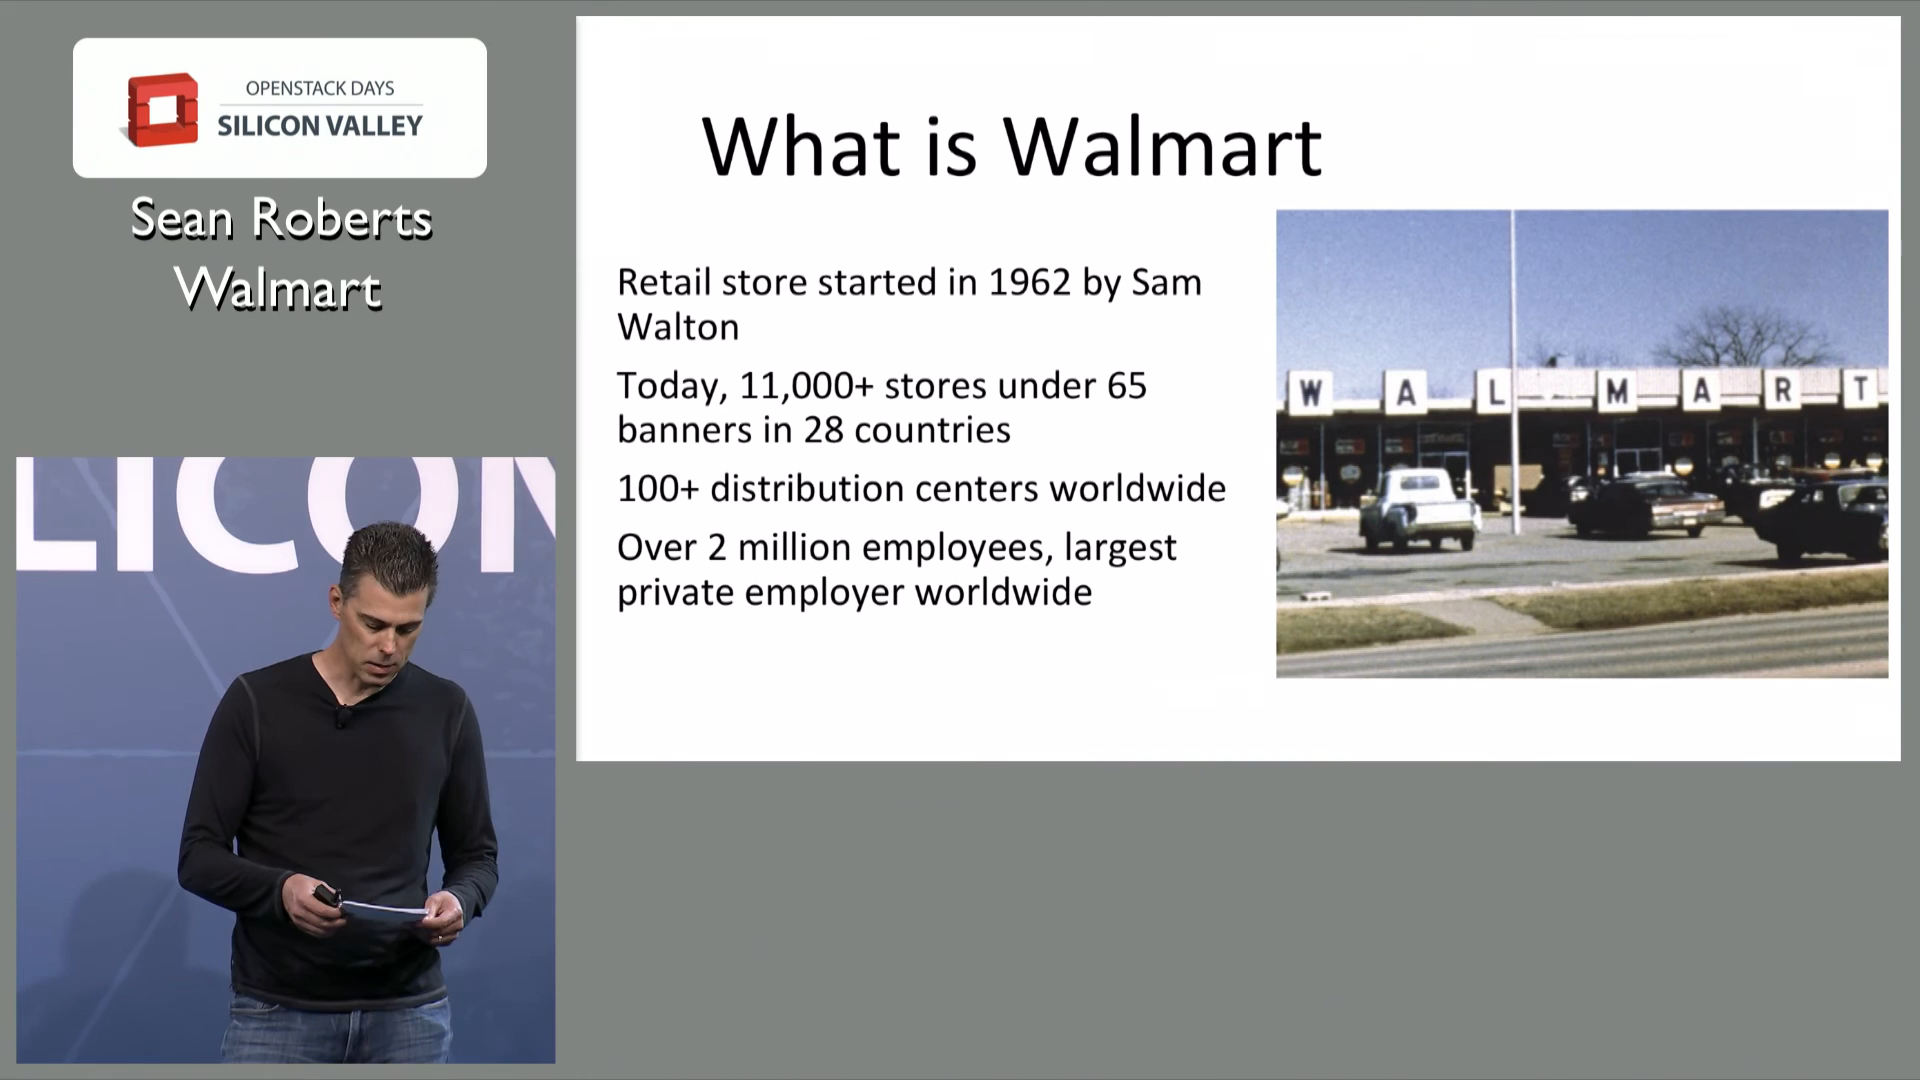 OPENSTACK DAYS
SILICON VALLEY
Sean Roberts
Walmart
LICON
What is Walmart
Retail store started in 1962 by Sam
Walton
Today, 11,000+ stores under 65
banners in 28 countries
100+ distribution centers worldwide
Over 2 million employees, largest
private employer worldwide
WAL MART